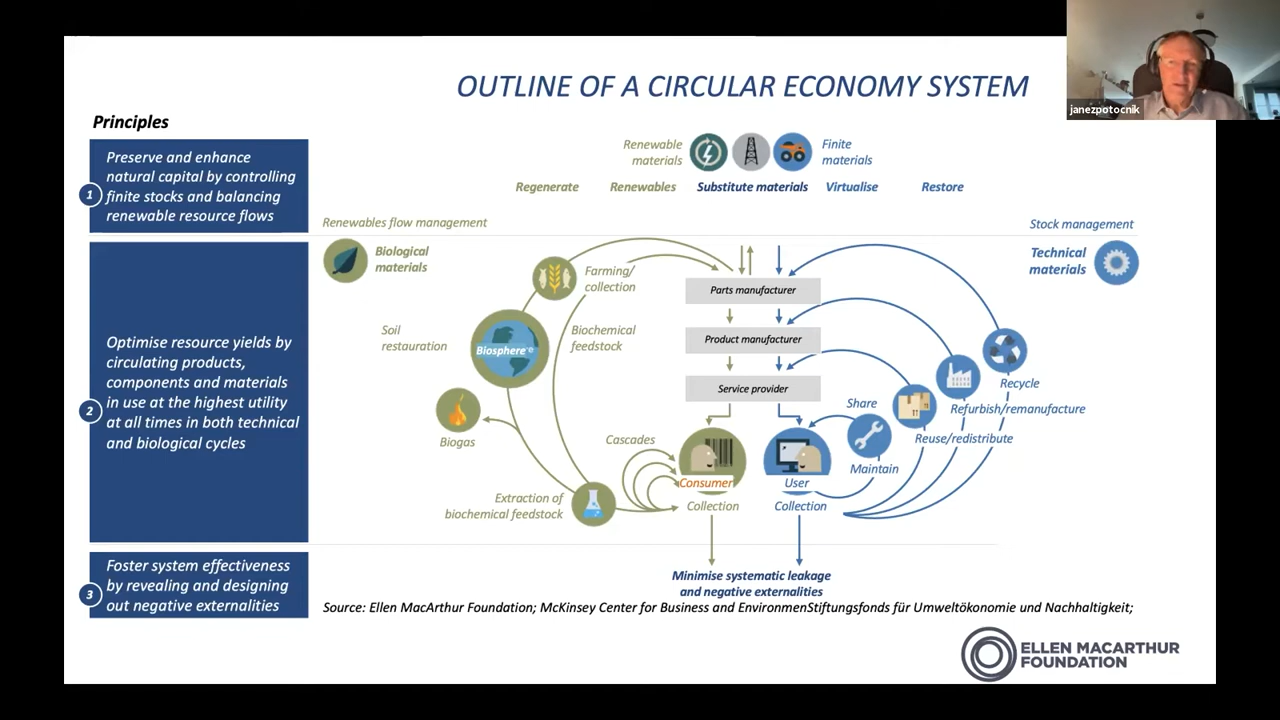 janezpotocnik
OUTLINE OF A CIRCULAR ECONOMY SYSTEM
Principles
1
Preserve and enhance
natural capital by controlling
finite stocks and balancing
renewable resource flows
Renewable
materials
Finite
materials
Regenerate
Renewables
Substitute materials
Virtualise
Restore
Renewables flow management
Stock management
2
Optimise resource yields by
circulating products,
components and materials
in use at the highest utility
at all times in both technical
and biological cycles
Biological
materials
Technical
materials
Farming/
collection
Parts manufacturer
Soil
restauration
Biosphere
Biochemical
feedstock
Product manufacturer
Service provider
Recycle
Refurbish/remanufacture
Share
Reuse/redistribute
Biogas
Cascades
Maintain
Consumer
User
Extraction of
biochemical feedstock
Collection
Collection
3
Foster system effectiveness
by revealing and designing
out negative externalities
Minimise systematic leakage
and negative externalities
Source: Ellen MacArthur Foundation; McKinsey Center for Business and EnvironmenStiftungsfonds für Umweltökonomie und Nachhaltigkeit;
ELLEN MACARTHUR
FOUNDATION